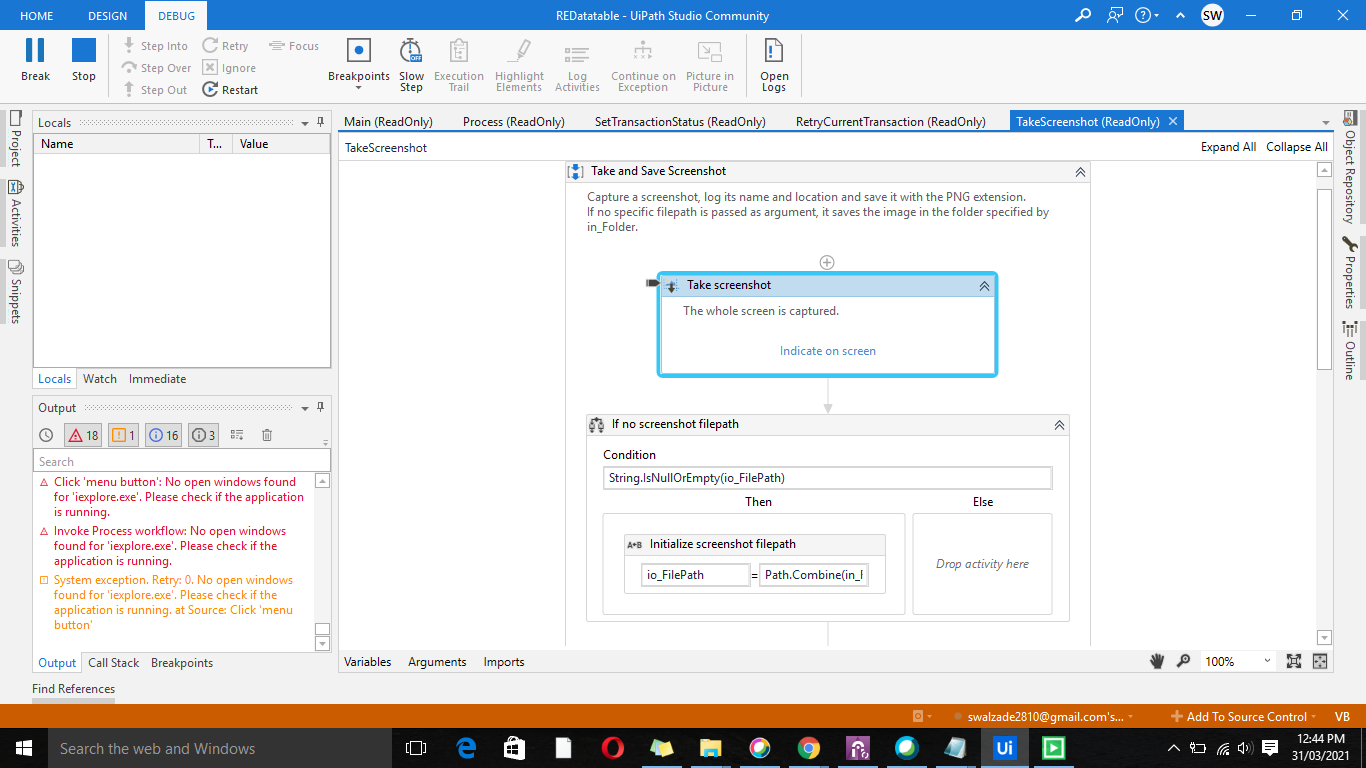 HOME DESIGN DEBUG REDatatable - UiPath Studio Community SW
Break
Stop
Step Into
Step Over
Step Out
Retry
Ignore
Restart
Focus
Breakpoints
Slow
Step
OFF
Execution
Trail
Highlight
Elements
Log
Activities
Continue on
Exception
Picture in
Picture
Open
Logs
Project
Activities
Snippets
Locals
Name T... Value
Locals Watch Immediate
Output
18 1 16 3
Search
Click 'menu button': No open windows found
for 'iexplore.exe'. Please check if the application
is running.
Invoke Process workflow: No open windows
found for 'iexplore.exe'. Please check if the
application is running.
System exception. Retry: 0. No open windows
found for 'iexplore.exe'. Please check if the
application is running. at Source: Click 'menu
button'
Output Call Stack Breakpoints
Find References
Main (ReadOnly) Process (ReadOnly) SetTransactionStatus (ReadOnly) RetryCurrentTransaction (ReadOnly) TakeScreenshot (ReadOnly)
TakeScreenshot Expand All Collapse All
Take and Save Screenshot
Capture a screenshot, log its name and location and save it with the PNG extension.
If no specific filepath is passed as argument, it saves the image in the folder specified by
in_Folder.
Take screenshot
The whole screen is captured.
Indicate on screen
If no screenshot filepath
Condition
String.IsNullOrEmpty(io_FilePath)
Then Else
A+B Initialize screenshot filepath
io_FilePath = Path.Combine(in_F
Drop activity here
Variables Arguments Imports 100%
Object Repository
Properties
Outline
swalzade2810@gmail.com's... Add To Source Control VB
Search the web and Windows
Ui
12:44 PM
31/03/2021